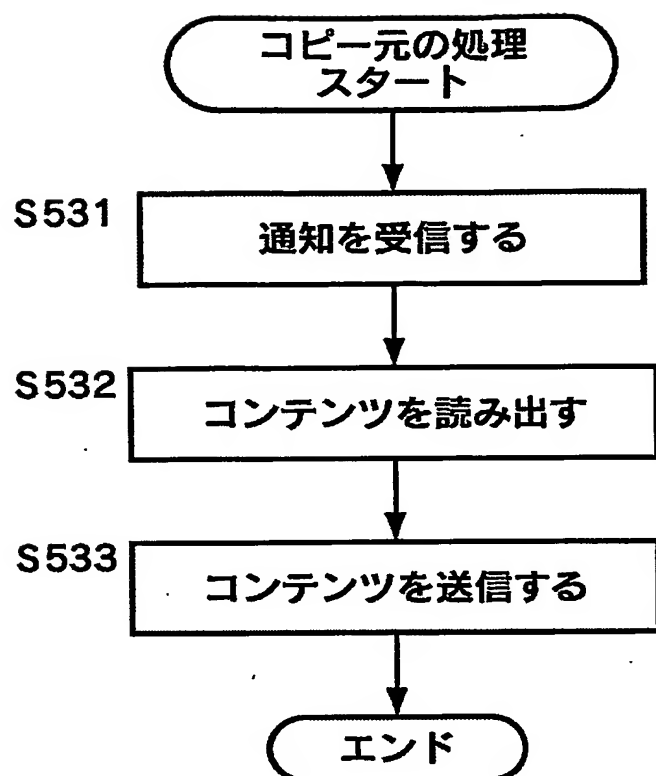 コピー元の処理
スタート
S531
通知を受信する
S532
コンテンツを読み出す
S533
コンテンツを送信する
エンド